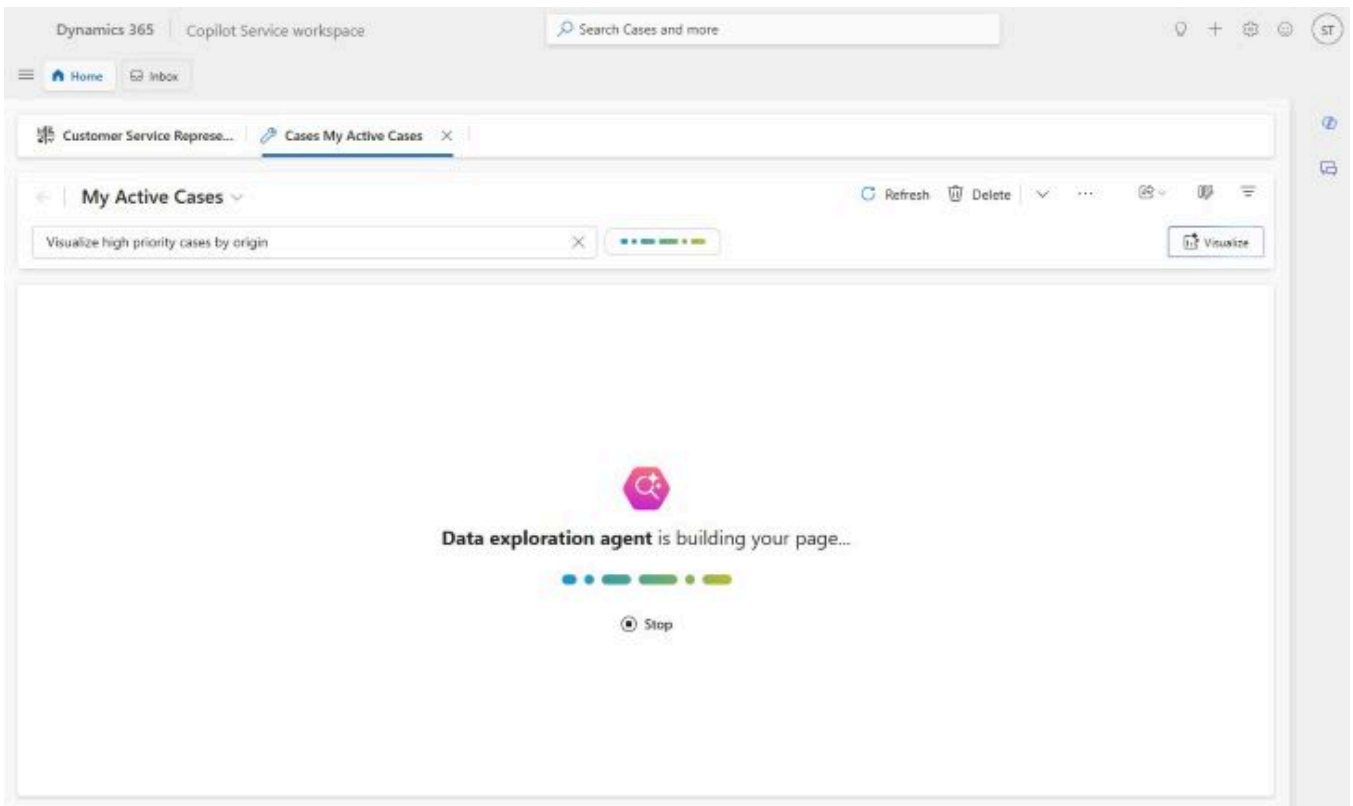 Dynamics 365 Copilot Service workspace Search Cases and more ST
Home Inbox
Customer Service Represe... Cases My Active Cases
My Active Cases Refresh Delete ...
Visualize high priority cases by origin Visualize
Data exploration agent is building your page...
Stop